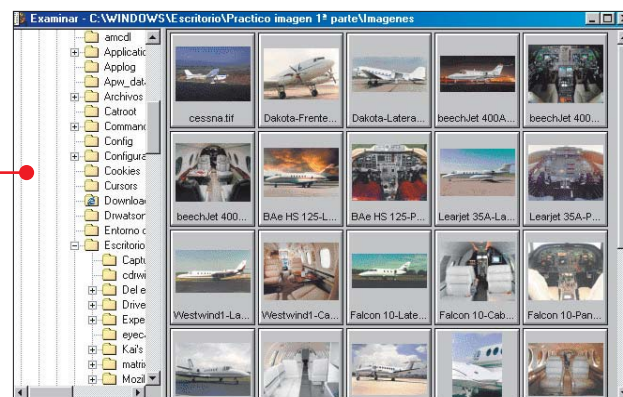 Examinar - C:\WINDOWS\Escritorio\Practico imagen 1ª parte\Imagenes
amcdl
Applicatio
Applog
Apw_data
Archivos
Catroot
Command
Config
Configura
Cookies
Cursors
Downloa
Drwatson
Entorno d
Escritorio
Captu
cdrwi
Del e
Drive
Expe
eyec
Kai's
matri
Mozil
cessna.tif
Dakota-Frente...
Dakota-Latera...
beechJet 400A...
beechJet 400...
beechJet 400...
BAe HS 125-L...
BAe HS 125-P...
Learjet 35A-La...
Learjet 35A-P...
Westwind1-La...
Westwind1-Ca...
Falcon 10-Late...
Falcon 10-Cab...
Falcon 10-Pan...